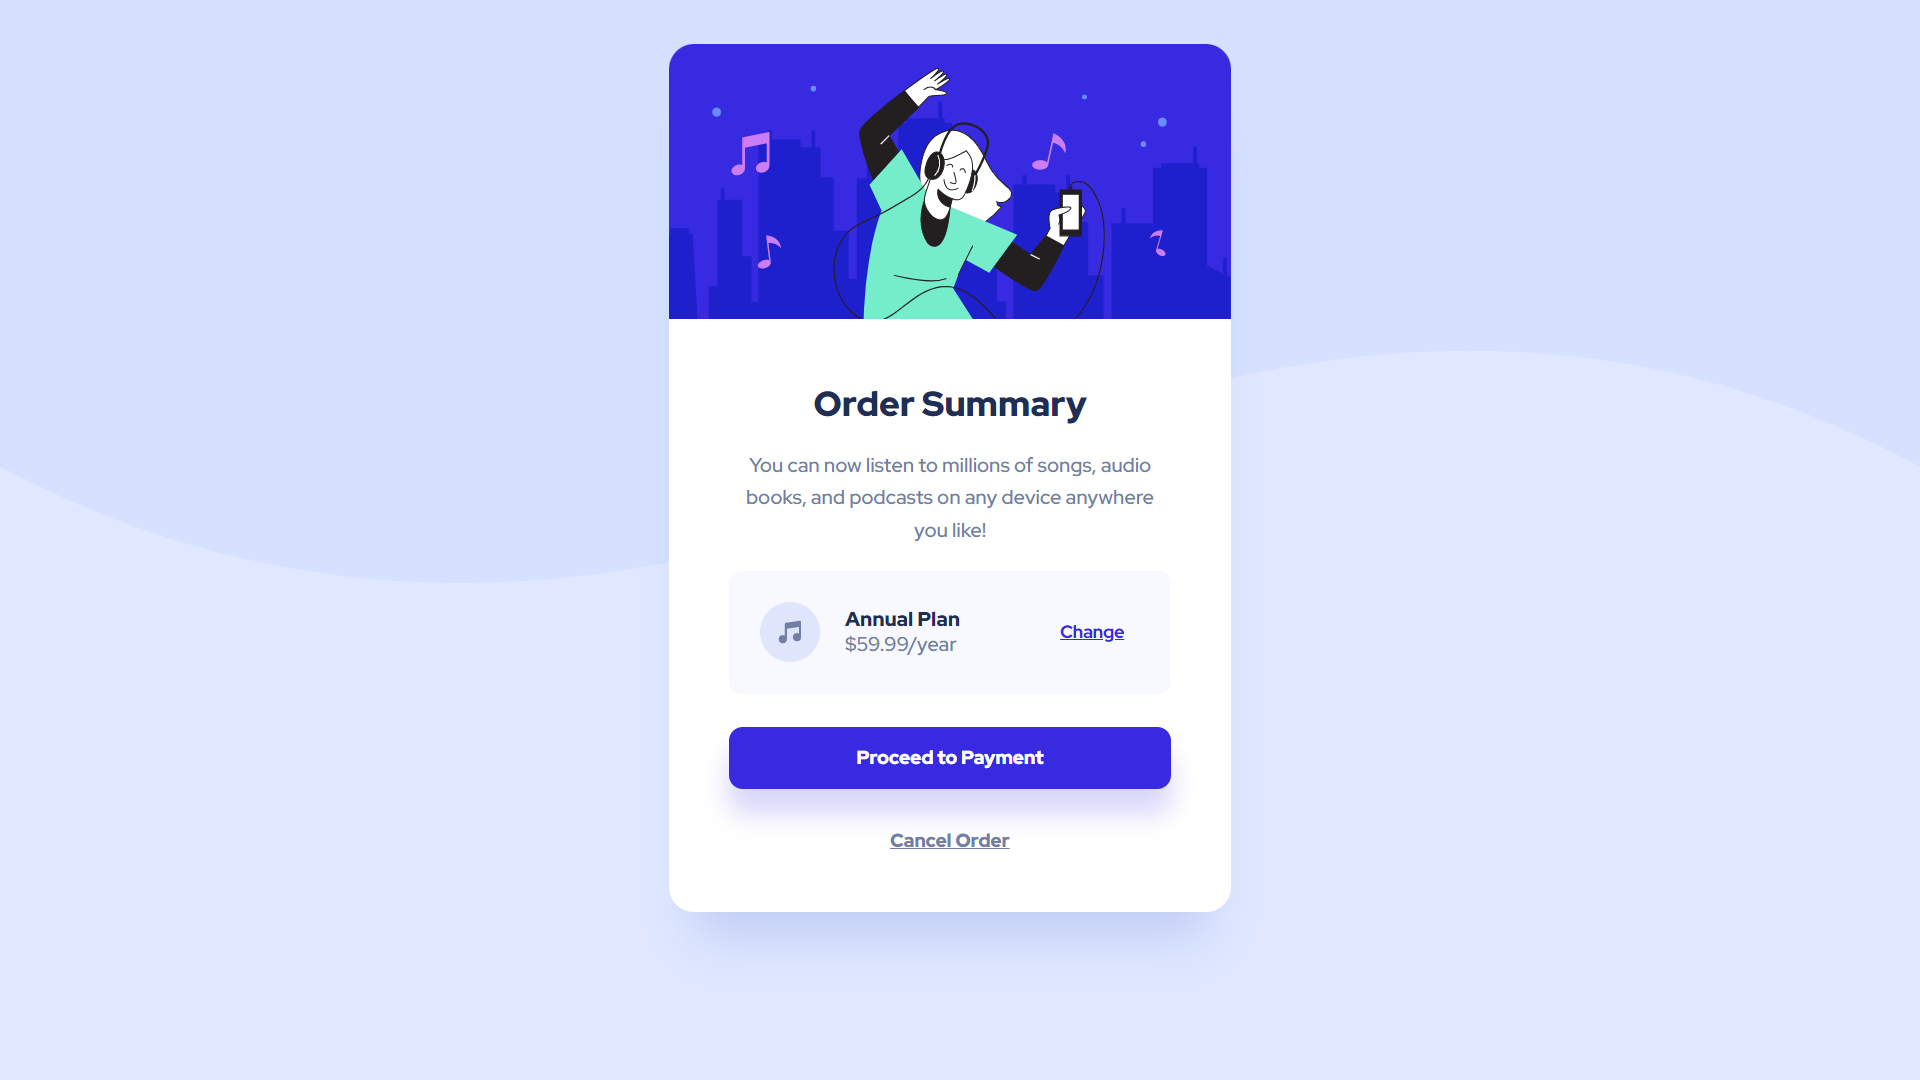 Order Summary
You can now listen to millions of songs, audio
books, and podcasts on any device anywhere
you like!
Annual Plan
$59.99/year
Change
Proceed to Payment
Cancel Order